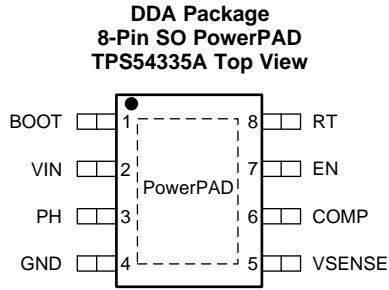 DDA Package
8-Pin SO PowerPAD
TPS54335A Top View
BOOT 1 8 RT
VIN 2 7 EN
PowerPAD
PH 3 6 COMP
GND 4 5 VSENSE